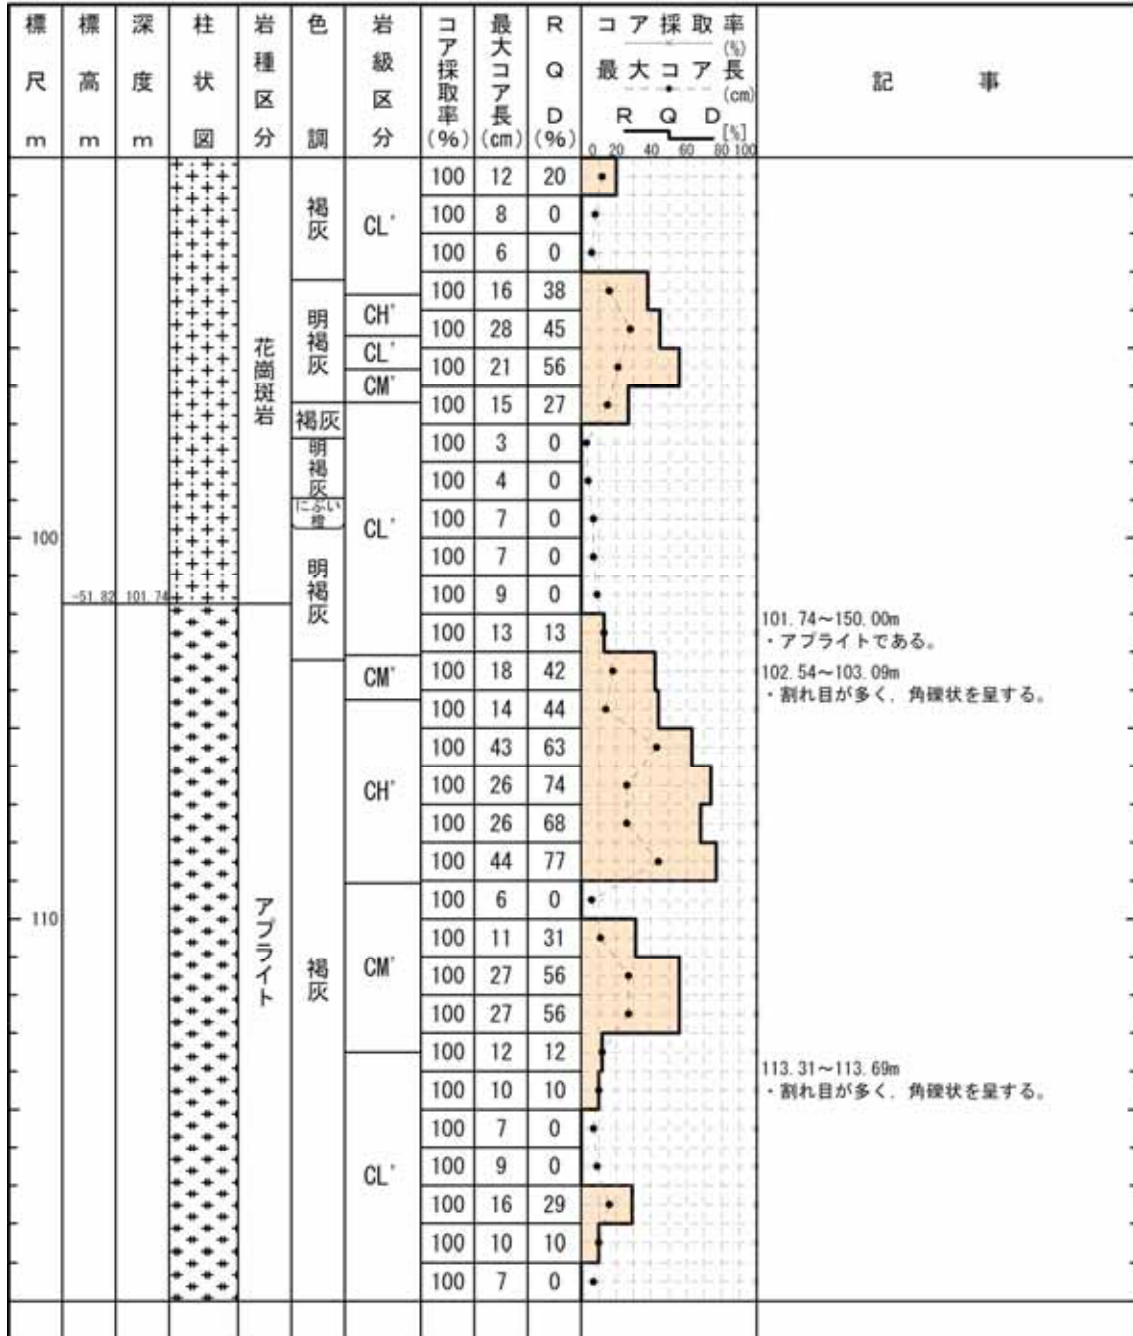 標尺m
標高m
深度m
柱状図
岩種区分
色調
岩級区分
コア採取率(%)
最大コア長(cm)
RQD(%)
コア採取率
(%)
最大コア長
(cm)
R Q D
[%]
0 20 40 60 80 100
記 事
100 12 20
100 8 0
100 6 0
100 16 38
100 28 45
100 21 56
100 15 27
100 3 0
100 4 0
100 7 0
100 7 0
100 9 0
100 13 13
100 18 42
100 14 44
100 43 63
100 26 74
100 26 68
100 44 77
100 6 0
100 11 31
100 27 56
100 27 56
100 12 12
100 10 10
100 7 0
100 9 0
100 16 29
100 10 10
100 7 0
100
110
-51.82 101.74
花崗斑岩
アプライト
褐灰
明褐灰
褐灰
明褐灰
にぶい
橙
明褐灰
褐灰
CL'
CH'
CL'
CM'
CL'
CM'
CH'
CM'
CL'
101.74～150.00m
・アプライトである。
102.54～103.09m
・割れ目が多く，角礫状を呈する。
113.31～113.69m
・割れ目が多く，角礫状を呈する。